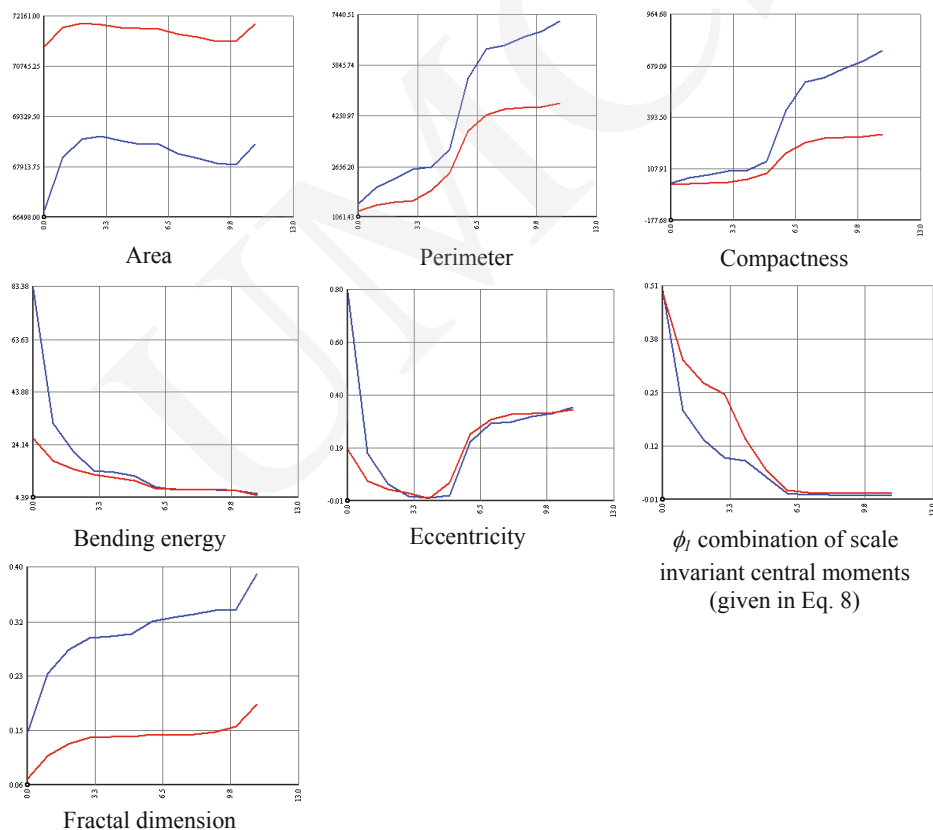 72161.00
70745.25
69329.50
67913.75
66498.00
0.0 3.3 6.5 9.8 13.0
Area
7440.51
5845.74
4250.97
2656.20
1061.43
0.0 3.3 6.5 9.8 13.0
Perimeter
964.68
679.09
393.50
107.91
-177.68
0.0 3.3 6.5 9.8 13.0
Compactness
83.38
63.63
43.88
24.14
4.39
0.0 3.3 6.5 9.8 13.0
Bending energy
0.80
0.60
0.40
0.19
-0.01
0.0 3.3 6.5 9.8 13.0
Eccentricity
0.51
0.38
0.25
0.12
-0.01
0.0 3.3 6.5 9.8 13.0
ϕ1 combination of scale
invariant central moments
(given in Eq. 8)
0.40
0.32
0.23
0.15
0.06
0.0 3.3 6.5 9.8 13.0
Fractal dimension